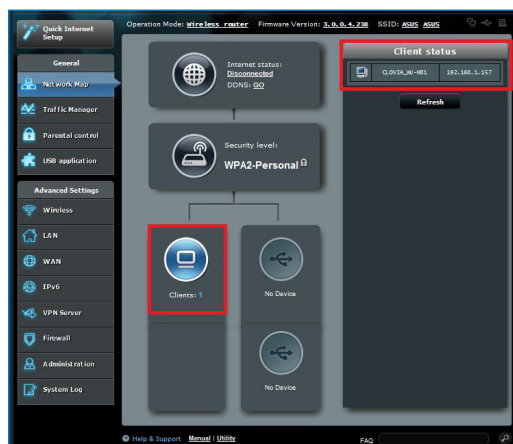 Quick Internet
Setup
Operation Mode: Wireless router Firmware Version: 3.0.0.4.238 SSID: ASUS ASUS
General
Network Map
Traffic Manager
Parental control
USB application
Advanced Settings
Wireless
LAN
WAN
IPv6
VPN Server
Firewall
Administration
System Log
Internet status:
Disconnected
DDNS: GO
Security level:
WPA2-Personal
Clients: 1
No Device
No Device
Client status
CLOVIA_WU-NB1 192.168.1.157
Refresh
Help & Support Manual | Utility FAQ